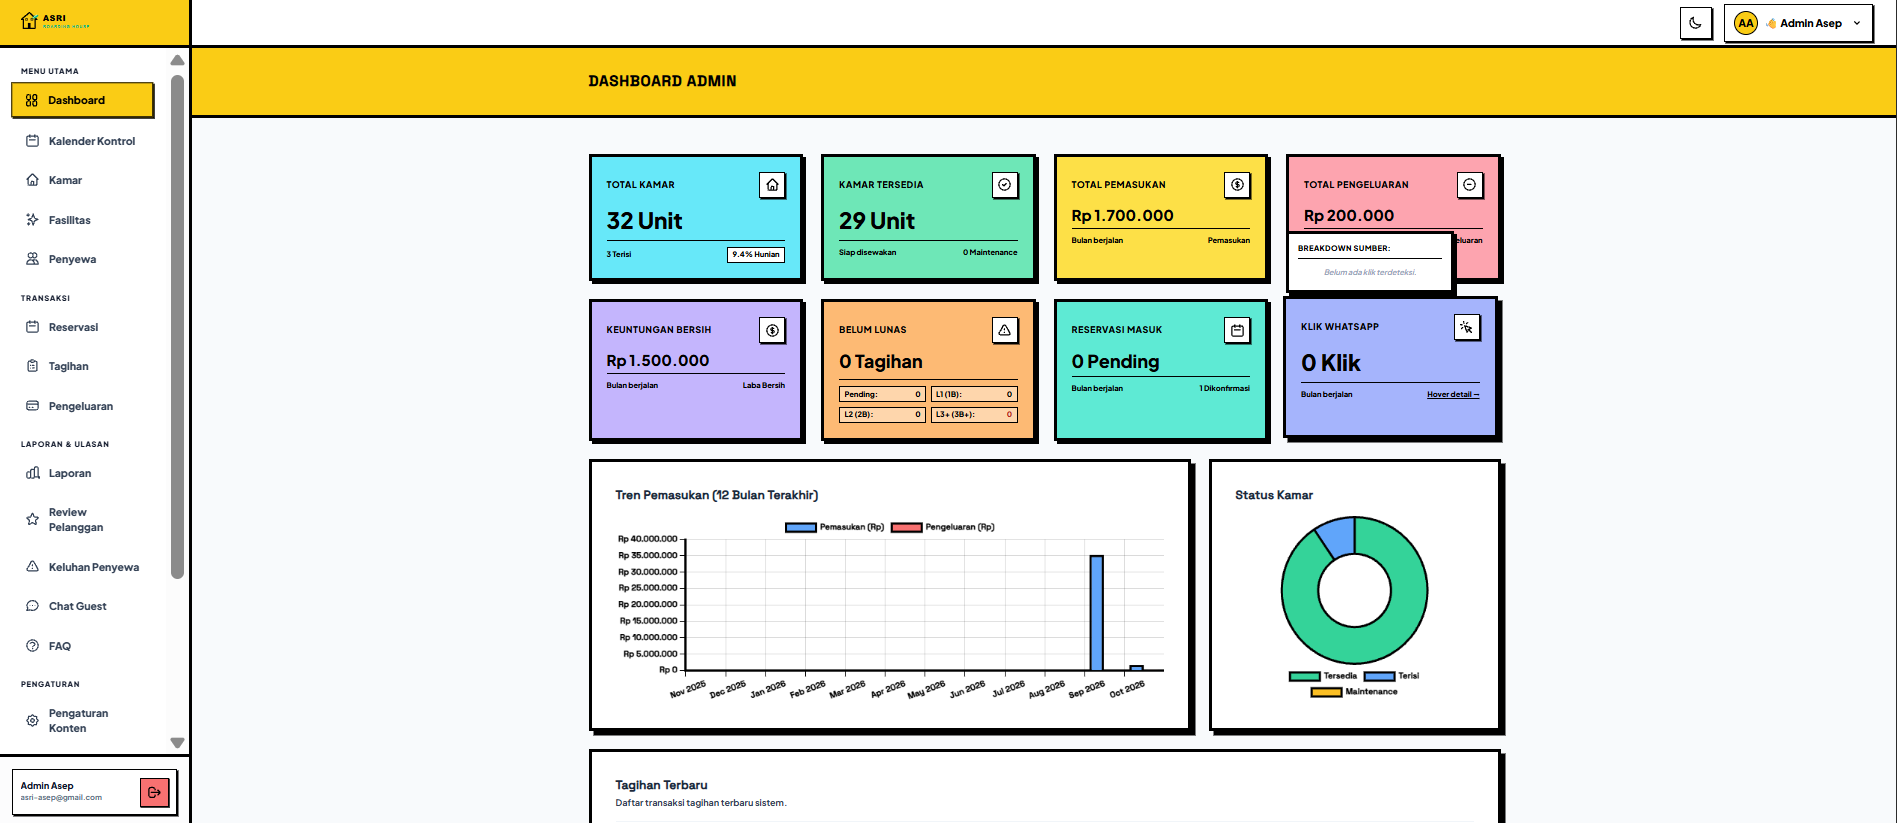 ASRI
BOARDING HOUSE
AA
👋 Admin Asep
MENU UTAMA
Dashboard
Kalender Kontrol
Kamar
Fasilitas
Penyewa
TRANSAKSI
Reservasi
Tagihan
Pengeluaran
LAPORAN & ULASAN
Laporan
Review
Pelanggan
Keluhan Penyewa
Chat Guest
FAQ
PENGATURAN
Pengaturan
Konten
Admin Asep
asri-asep@gmail.com
DASHBOARD ADMIN
TOTAL KAMAR
32 Unit
3 Terisi
9.4% Hunian
KAMAR TERSEDIA
29 Unit
Siap disewakan
0 Maintenance
TOTAL PEMASUKAN
Rp 1.700.000
Bulan berjalan
Pemasukan
TOTAL PENGELUARAN
Rp 200.000
eluaran
BREAKDOWN SUMBER:
Belum ada klik terdeteksi.
KEUNTUNGAN BERSIH
Rp 1.500.000
Bulan berjalan
Laba Bersih
BELUM LUNAS
0 Tagihan
Pending: 0
L1 (1B): 0
L2 (2B): 0
L3+ (3B+): 0
RESERVASI MASUK
0 Pending
Bulan berjalan
1 Dikonfirmasi
KLIK WHATSAPP
0 Klik
Bulan berjalan
Hover detail →
Tren Pemasukan (12 Bulan Terakhir)
Pemasukan (Rp)
Pengeluaran (Rp)
Rp 40.000.000
Rp 35.000.000
Rp 30.000.000
Rp 25.000.000
Rp 20.000.000
Rp 15.000.000
Rp 10.000.000
Rp 5.000.000
Rp 0
Nov 2025
Dec 2025
Jan 2026
Feb 2026
Mar 2026
Apr 2026
May 2026
Jun 2026
Jul 2026
Aug 2026
Sep 2026
Oct 2026
Status Kamar
Tersedia
Terisi
Maintenance
Tagihan Terbaru
Daftar transaksi tagihan terbaru sistem.